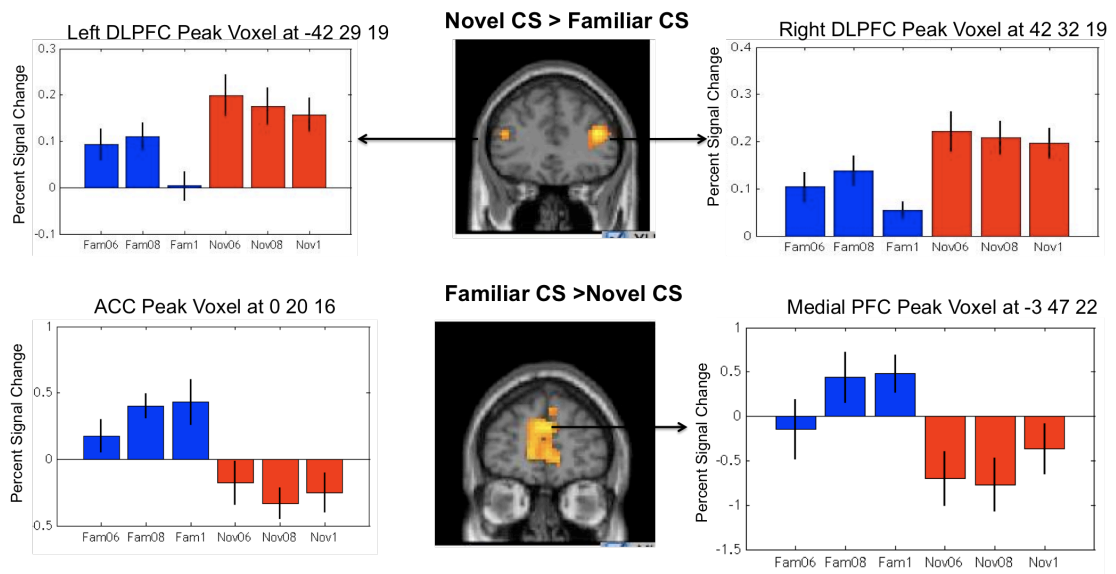 Novel CS > Familiar CS
Left DLPFC Peak Voxel at -42 29 19
Percent Signal Change
0.3
0.2
0.1
0
-0.1
Fam06 Fam08 Fam1 Nov06 Nov08 Nov1
Right DLPFC Peak Voxel at 42 32 19
Percent Signal Change
0.4
0.3
0.2
0.1
0
Fam06 Fam08 Fam1 Nov06 Nov08 Nov1
Familiar CS >Novel CS
ACC Peak Voxel at 0 20 16
Percent Signal Change
1
0.5
0
0.5
Fam06 Fam08 Fam1 Nov06 Nov08 Nov1
Medial PFC Peak Voxel at -3 47 22
Percent Signal Change
1
0.5
0
-0.5
-1
-1.5
Fam06 Fam08 Fam1 Nov06 Nov08 Nov1